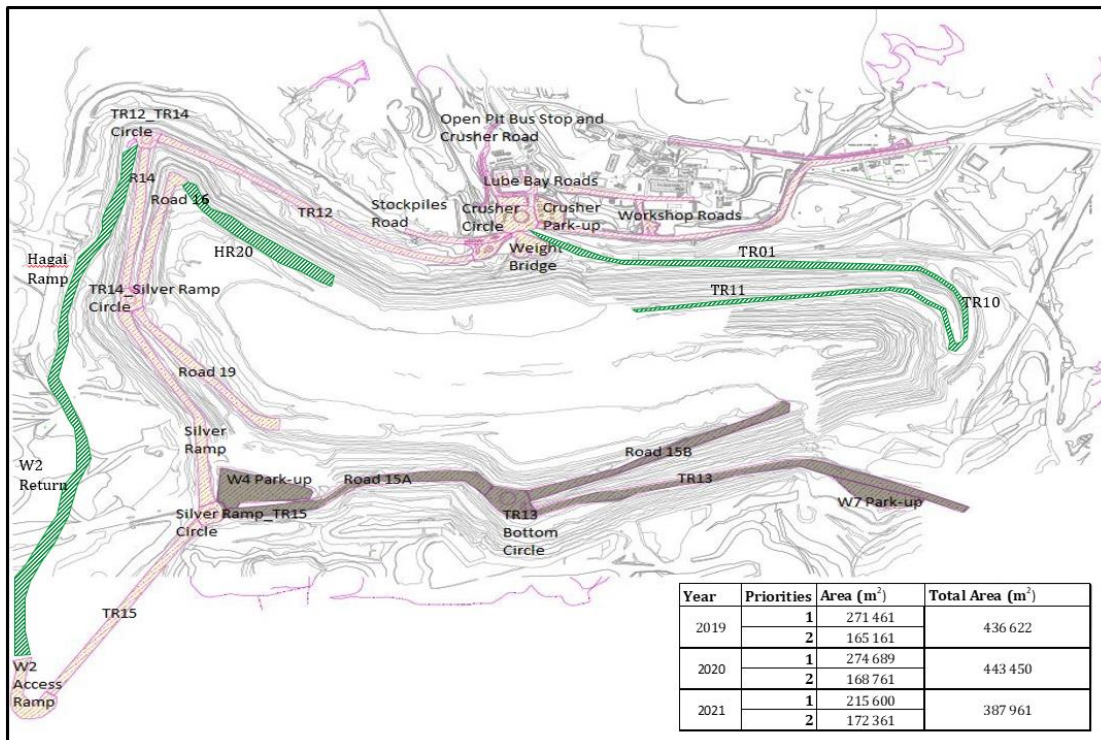 TR12_TR14
Circle
Open Pit Bus Stop and
Crusher Road
R14
Road 16
Lube Bay Roads
Stockpiles
Road
TR12
Crusher
Circle
Crusher
Park-up
Workshop Roads
HR20
Weight
Bridge
TR01
Hagai
Ramp
TR14_Silver Ramp
Circle
TR11
TR10
Road 19
Silver
Ramp
Road 15B
W2
Return
W4 Park-up
Road 15A
TR13
W7 Park-up
Silver Ramp_TR15
Circle
TR13
Bottom
Circle
TR15
W2
Access
Ramp
Year Priorities Area (m²) Total Area (m²)
2019 1 271 461 436 622
2 165 161
2020 1 274 689 443 450
2 168 761
2021 1 215 600 387 961
2 172 361